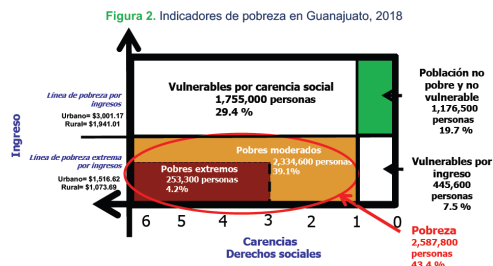 Figura 2. Indicadores de pobreza en Guanajuato, 2018
Ingreso
Línea de pobreza por
ingresos
Urbano= $3,001.17
Rural= $1,941.01
Línea de pobreza extrema
por ingresos
Urbano= $1,516.62
Rural= $1,073.69
Vulnerables por carencia social
1,755,000 personas
29.4 %
Pobres moderados
2,334,600 personas
39.1%
Pobres extremos
253,300 personas
4.2%
Población no
pobre y no
vulnerable
1,176,500
personas
19.7 %
Vulnerables por
ingreso
445,600
personas
7.5 %
6 5 4 3 2 1 0
Carencias
Derechos sociales
Pobreza
2,587,800
personas
43.4 %